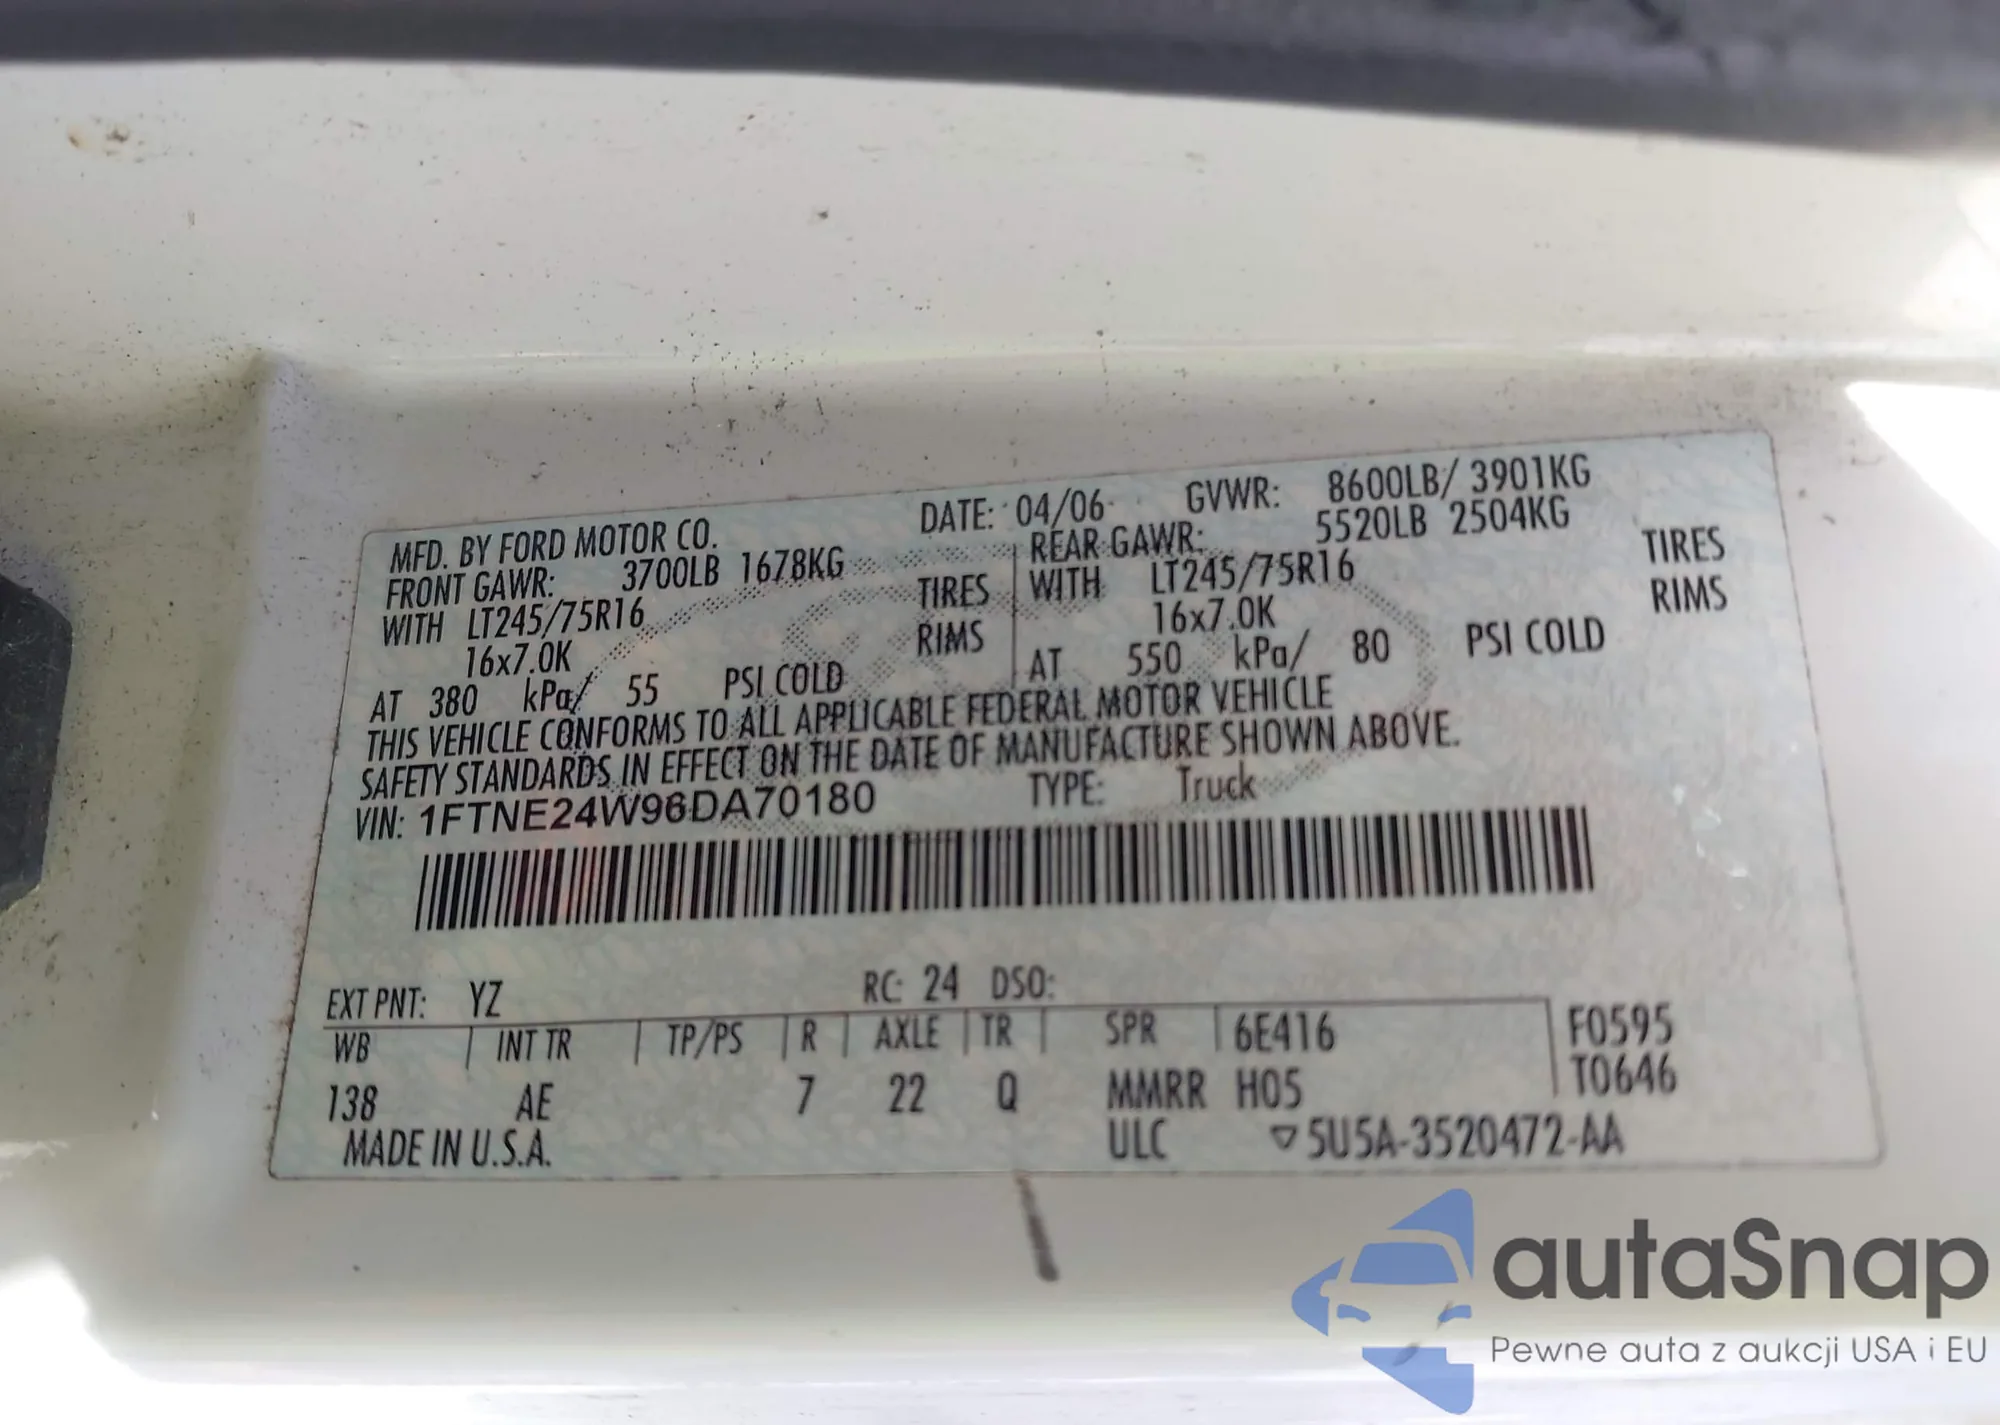 MFD. BY FORD MOTOR CO. DATE: 04/06 GVWR: 8600LB/ 3901KG
FRONT GAWR: 3700LB 1678KG REAR GAWR: 5520LB 2504KG
WITH LT245/75R16 TIRES WITH LT245/75R16 TIRES
16x7.0K RIMS 16x7.0K RIMS
AT 380 kPa/ 55 PSI COLD AT 550 kPa/ 80 PSI COLD
THIS VEHICLE CONFORMS TO ALL APPLICABLE FEDERAL MOTOR VEHICLE
SAFETY STANDARDS IN EFFECT ON THE DATE OF MANUFACTURE SHOWN ABOVE.
VIN: 1FTNE24W96DA70180 TYPE: Truck
EXT PNT: YZ RC: 24 DSO:
WB INT TR TP/PS R AXLE TR SPR 6E416 F0595
T0646
138 AE 7 22 Q MMRR H05
MADE IN U.S.A. ULC ▽5U5A-3520472-AA
autaSnap
Pewne auta z aukcji USA i EU